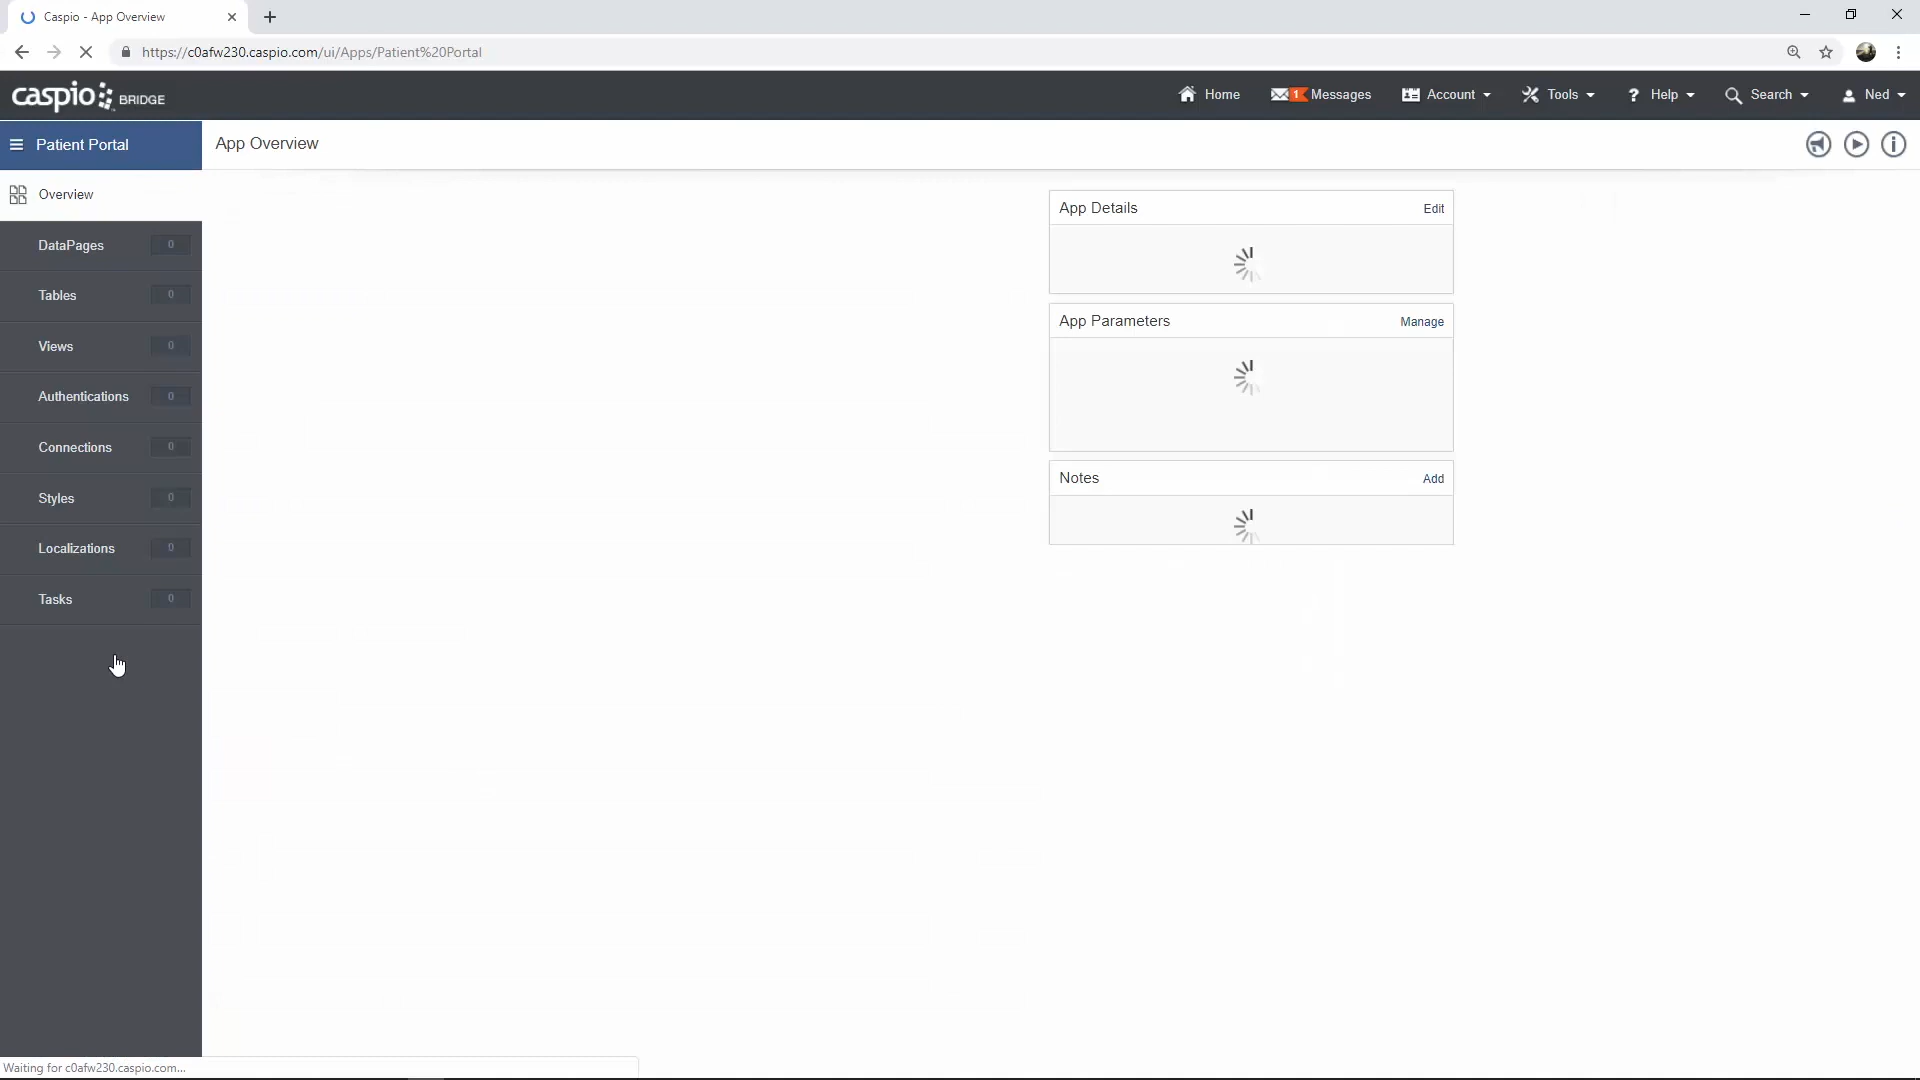 Caspio - App Overview
https://c0afw230.caspio.com/ui/Apps/Patient%20Portal
caspio BRIDGE
Home
1 Messages
Account
Tools
? Help
Search
Ned
Patient Portal
App Overview
Overview
DataPages 0
Tables 0
Views 0
Authentications 0
Connections 0
Styles 0
Localizations 0
Tasks 0
App Details Edit
App Parameters Manage
Notes Add
Waiting for c0afw230.caspio.com...